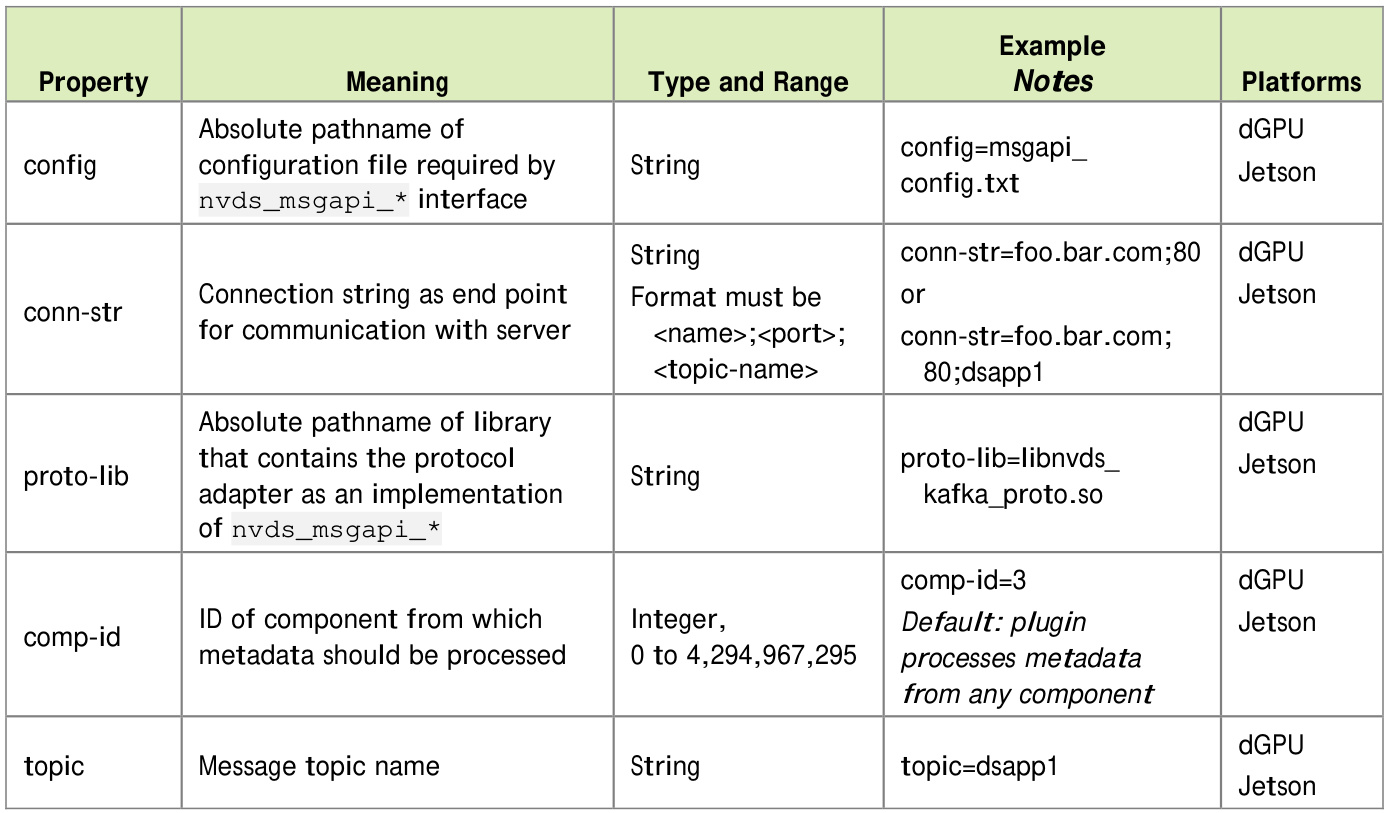 Property
Meaning
Type and Range
Example
Notes
Platforms
config
Absolute pathname of
configuration file required by
nvds_msgapi_* interface
String
config=msgapi_
config.txt
dGPU
Jetson
conn-str
Connection string as end point
for communication with server
String
Format must be
<name>;<port>;
<topic-name>
conn-str=foo.bar.com;80
or
conn-str=foo.bar.com;
80;dsapp1
dGPU
Jetson
proto-lib
Absolute pathname of library
that contains the protocol
adapter as an implementation
of nvds_msgapi_*
String
proto-lib=libnvds_
kafka_proto.so
dGPU
Jetson
comp-id
ID of component from which
metadata should be processed
Integer,
0 to 4,294,967,295
comp-id=3
Default: plugin
processes metadata
from any component
dGPU
Jetson
topic
Message topic name
String
topic=dsapp1
dGPU
Jetson